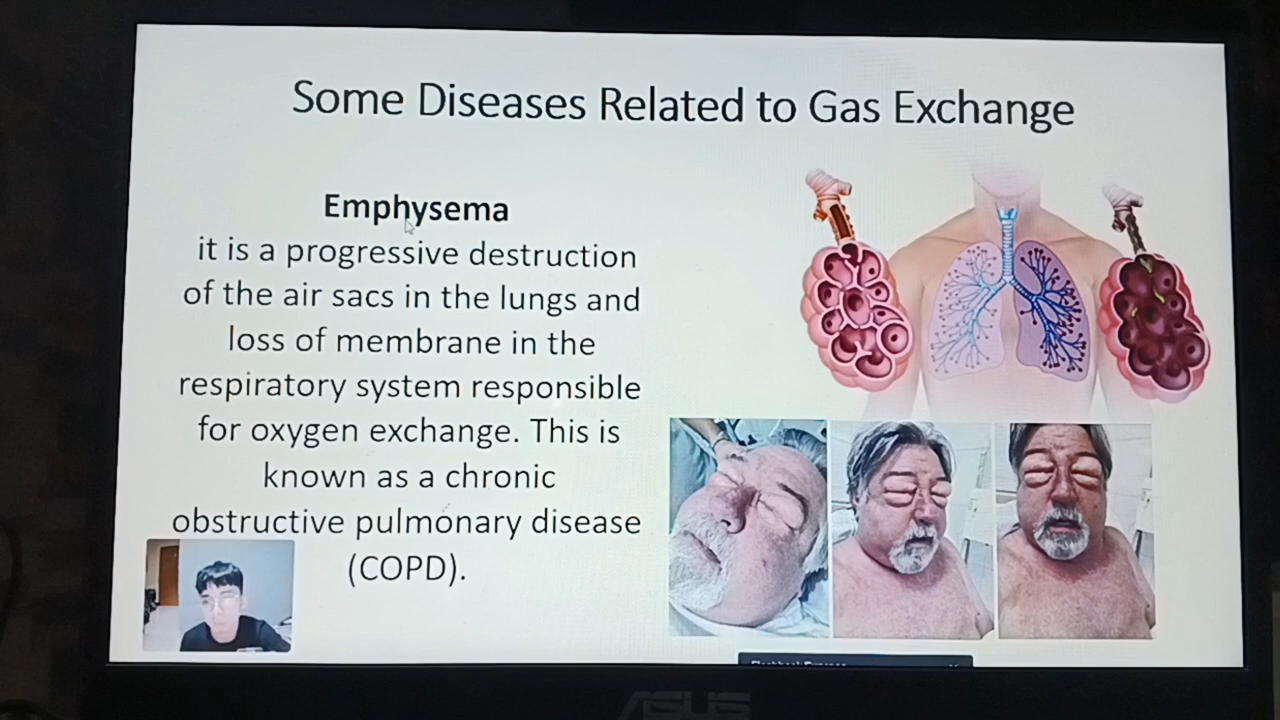 Some Diseases Related to Gas Exchange
Emphysema
it is a progressive destruction
of the air sacs in the lungs and
loss of membrane in the
respiratory system responsible
for oxygen exchange. This is
known as a chronic
obstructive pulmonary disease
(COPD).
ASUS